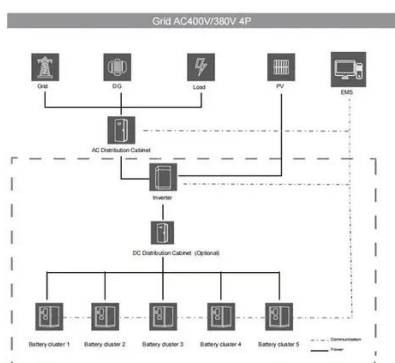 Grid AC400V/380V 4P
Grid
DG
Load
PV
EMS
AC Distribution Cabinet
Inverter
DC Distribution Cabinet (Optional)
Battery cluster 1
Battery cluster 2
Battery cluster 3
Battery cluster 4
Battery cluster 5
Communication
Power